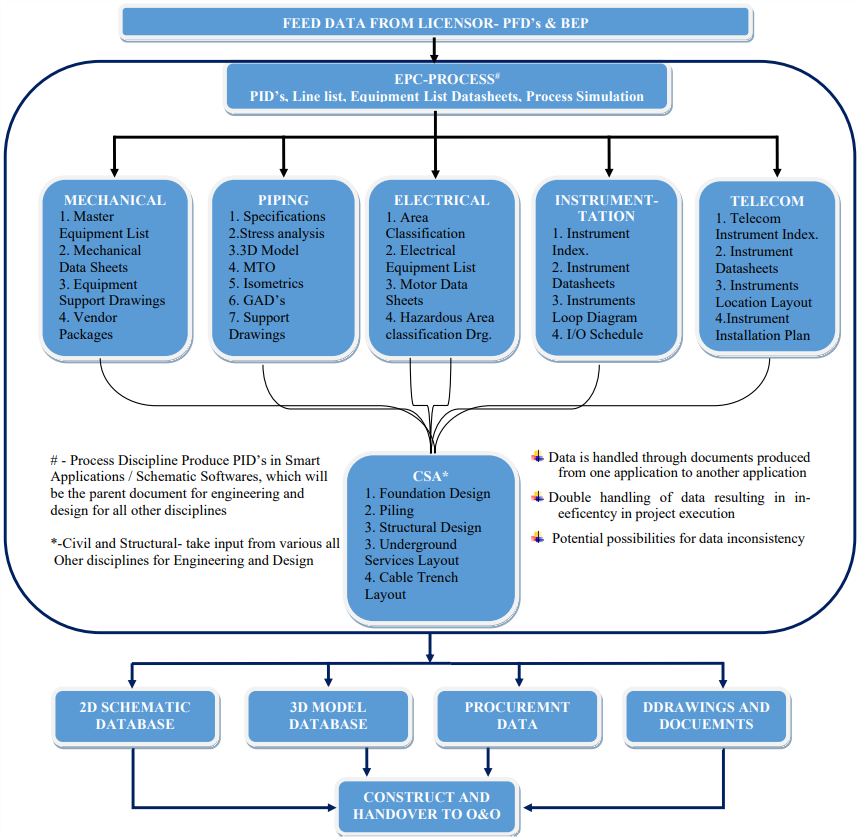 FEED DATA FROM LICENSOR- PFD's & BEP
EPC-PROCESS#
PID's, Line list, Equipment List Datasheets, Process Simulation
MECHANICAL
1. Master
Equipment List
2. Mechanical
Data Sheets
3. Equipment
Support Drawings
4. Vendor
Packages
PIPING
1. Specifications
2.Stress analysis
3.3D Model
4. MTO
5. Isometrics
6. GAD's
7. Support
Drawings
ELECTRICAL
1. Area
Classification
2. Electrical
Equipment List
3. Motor Data
Sheets
4. Hazardous Area
classification Drg.
INSTRUMENT-
TATION
1. Instrument
Index.
2. Instrument
Datasheets
3. Instruments
Loop Diagram
4. I/O Schedule
TELECOM
1. Telecom
Instrument Index.
2. Instrument
Datasheets
3. Instruments
Location Layout
4.Instrument
Installation Plan
# - Process Discipline Produce PID's in Smart
Applications / Schematic Softwares, which will
be the parent document for engineering and
design for all other disciplines
*-Civil and Structural- take input from various all
Other disciplines for Engineering and Design
CSA*
1. Foundation Design
2. Piling
3. Structural Design
3. Underground
Services Layout
4. Cable Trench
Layout
Data is handled through documents produced
from one application to another application
Double handling of data resulting in in-
eeficentcy in project execution
Potential possibilities for data inconsistency
2D SCHEMATIC
DATABASE
3D MODEL
DATABASE
PROCUREMNT
DATA
DDRAWINGS AND
DOCUEMNTS
CONSTRUCT AND
HANDOVER TO O&O